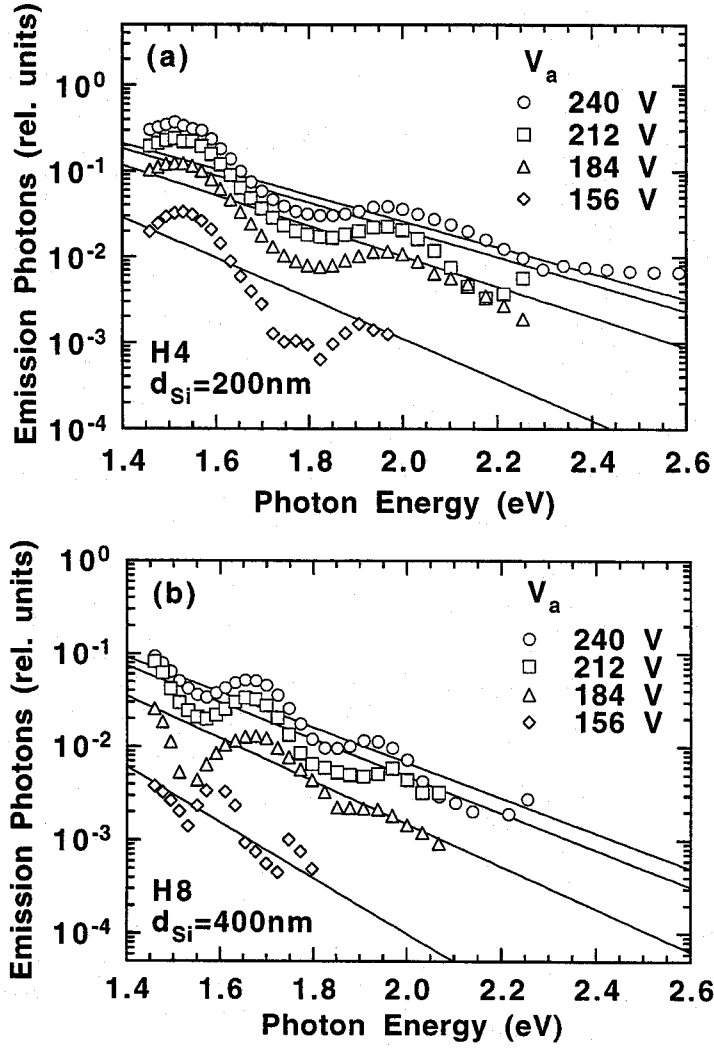 (a)
V_a
○ 240 V
□ 212 V
△ 184 V
◇ 156 V
H4
d_Si=200nm
10^0
10^-1
10^-2
10^-3
10^-4
Emission Photons (rel. units)
1.4 1.6 1.8 2.0 2.2 2.4 2.6
Photon Energy (eV)
(b)
V_a
○ 240 V
□ 212 V
△ 184 V
◇ 156 V
H8
d_Si=400nm
10^0
10^-1
10^-2
10^-3
10^-4
Emission Photons (rel. units)
1.4 1.6 1.8 2.0 2.2 2.4 2.6
Photon Energy (eV)